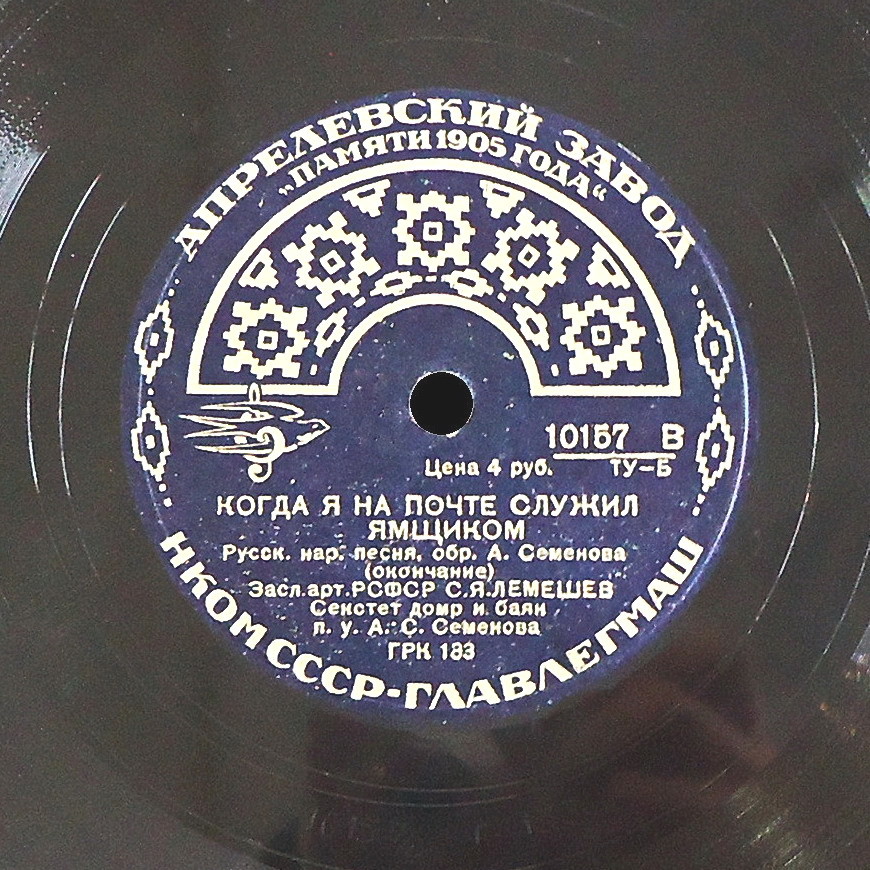 АПРЕЛЕВСКИЙ ЗАВОД
„ПАМЯТИ 1905 ГОДА“
10157 В
Цена 4 руб. ТУ-Б
КОГДА Я НА ПОЧТЕ СЛУЖИЛ
ЯМЩИКОМ
Русск. нар. песня, обр. А. Семенова
(окончание)
Засл.арт.РСФСР С.Я.ЛЕМЕШЕВ
Секстет домр и баян
п. у. А. С. Семенова
ГРК 133
НКОМ СССР-ГЛАВЛЕГМАШ